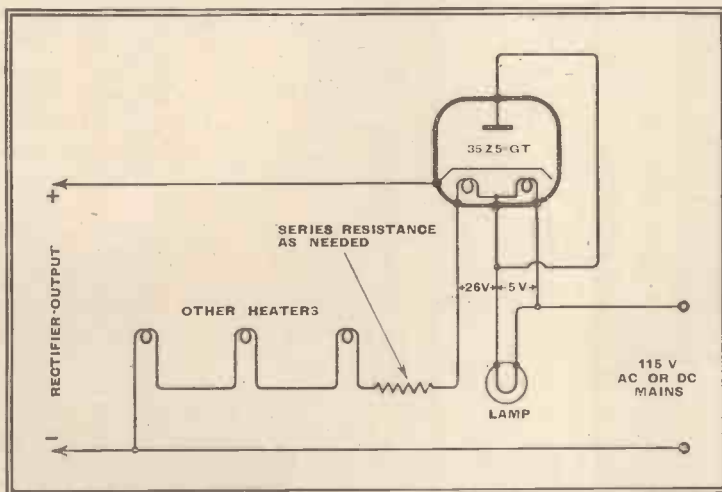 35Z5-GT
SERIES RESISTANCE
AS NEEDED
←26V→←5V→
OTHER HEATERS
RECTIFIER-OUTPUT
+
−
115 V
AC OR DC
MAINS
LAMP